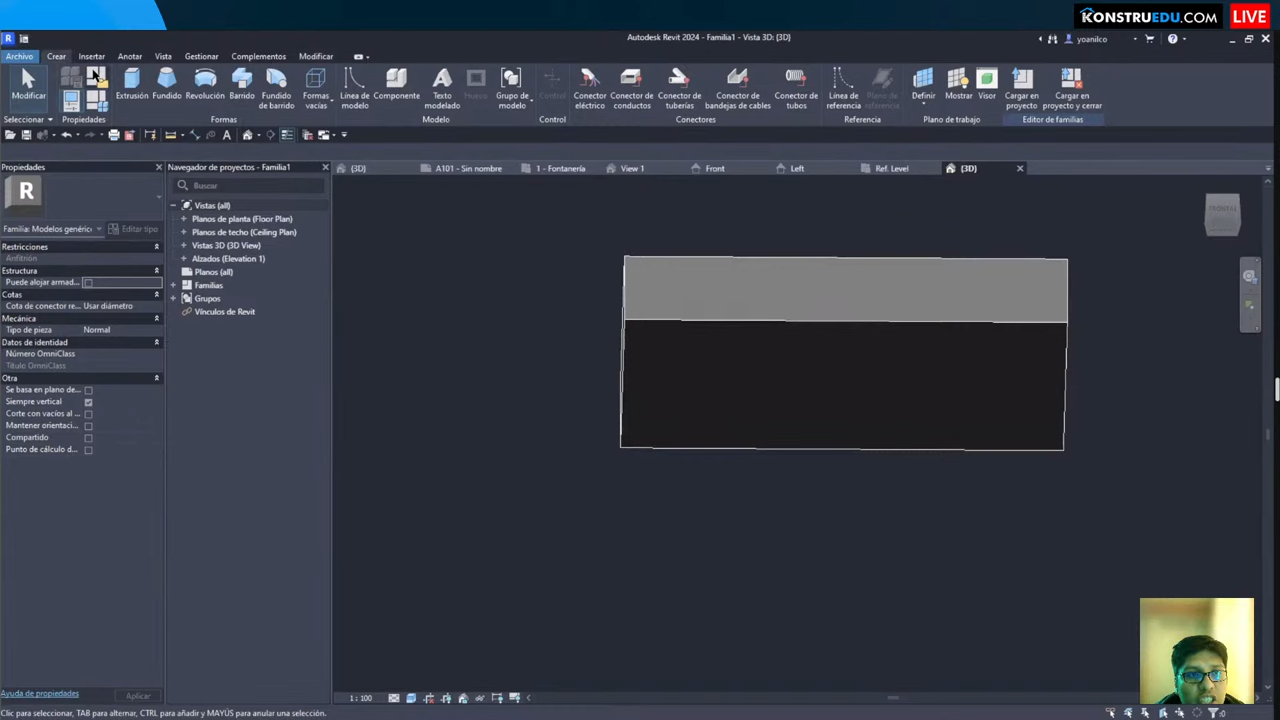 KONSTRUEDU.COM LIVE
Autodesk Revit 2024 - Familia1 - Vista 3D: {3D}
yoanilco
Archivo Crear Insertar Anotar Vista Gestionar Complementos Modificar
Modificar
Extrusión Fundido Revolución Barrido Fundido de barrido Formas vacías
Línea de modelo Componente Texto modelado Hueco Grupo de modelo
Control
Conector eléctrico Conector de conductos Conector de tuberías Conector de bandejas de cables Conector de tubos
Línea de referencia Plano de referencia
Definir Mostrar Visor
Cargar en proyecto Cargar en proyecto y cerrar
Seleccionar Propiedades Formas Modelo Control Conectores Referencia Plano de trabajo Editor de familias
Propiedades
Navegador de proyectos - Familia1
{3D} A101 - Sin nombre 1 - Fontanería View 1 Front Left Ref. Level {3D}
R
Buscar
Familia: Modelos genéric Editar tipo
Restricciones
Anfitrión
Estructura
Puede alojar armad...
Cotas
Cota de conector re... Usar diámetro
Mecánica
Tipo de pieza Normal
Datos de identidad
Número OmniClass
Título OmniClass
Otra
Se basa en plano de...
Siempre vertical
Corte con vacíos al ...
Mantener orientaci...
Compartido
Punto de cálculo d...
Vistas (all)
Planos de planta (Floor Plan)
Planos de techo (Ceiling Plan)
Vistas 3D (3D View)
Alzados (Elevation 1)
Planos (all)
Familias
Grupos
Vínculos de Revit
FRONTAL
Ayuda de propiedades Aplicar
1 : 100
Clic para seleccionar, TAB para alternar, CTRL para añadir y MAYÚS para anular una selección.
:0